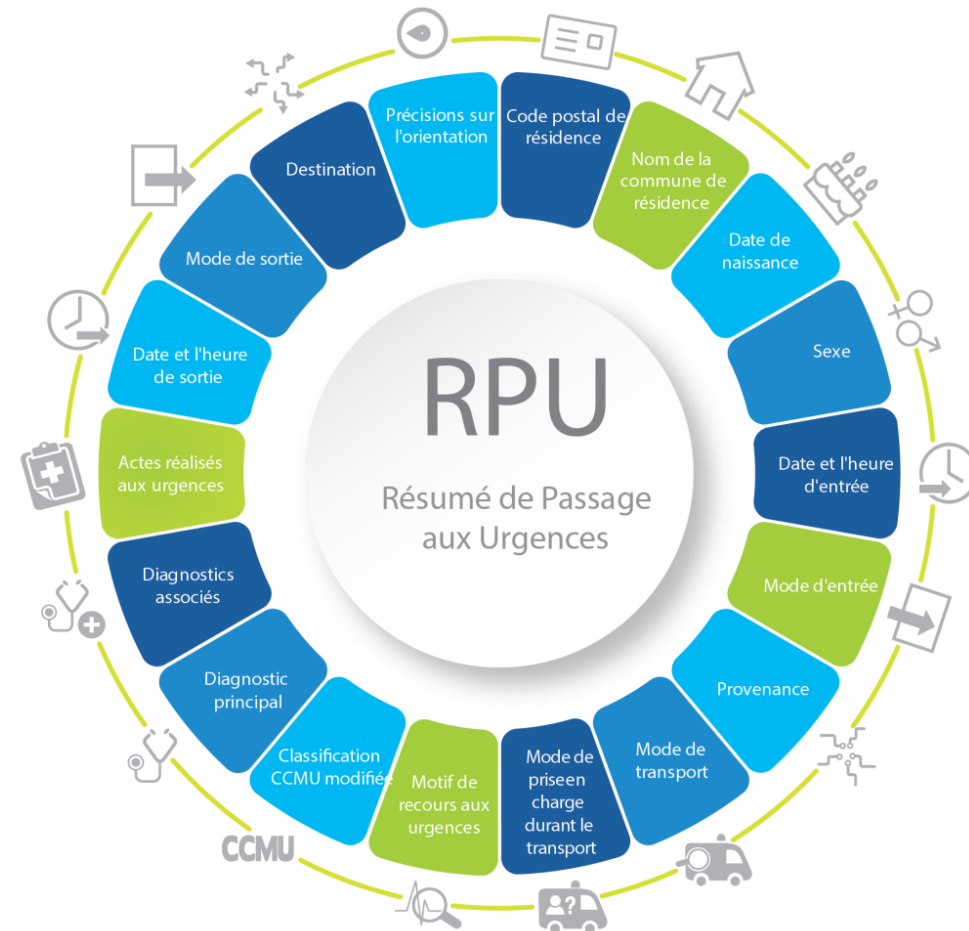 RPU
Résumé de Passage
aux Urgences
Code postal de
résidence
Nom de la
commune de
résidence
Date de
naissance
Sexe
Date et l'heure
d'entrée
Mode d'entrée
Provenance
Mode de
transport
Mode de
priseen
charge
durant le
transport
Motif de
recours aux
urgences
Classification
CCMU modifiée
CCMU
Diagnostic
principal
Diagnostics
associés
Actes réalisés
aux urgences
Date et l'heure
de sortie
Mode de sortie
Destination
Précisions sur
l'orientation